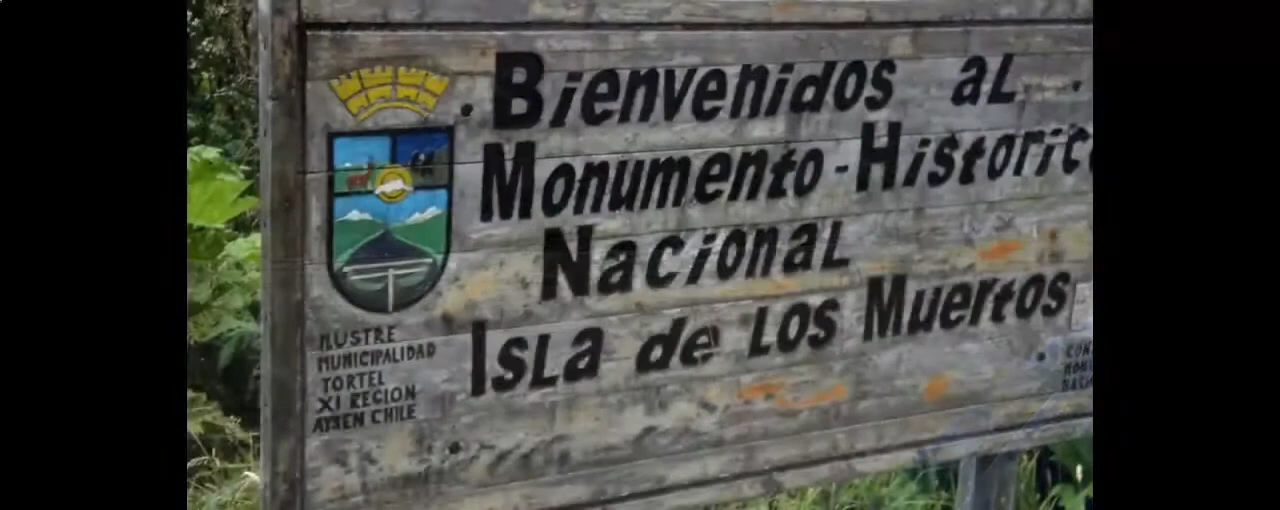 Bienvenidos al
Monumento-Historic
Nacional
Isla de Los Muertos
ILUSTRE
MUNICIPALIDAD
TORTEL
XI REGION
AYSEN CHILE